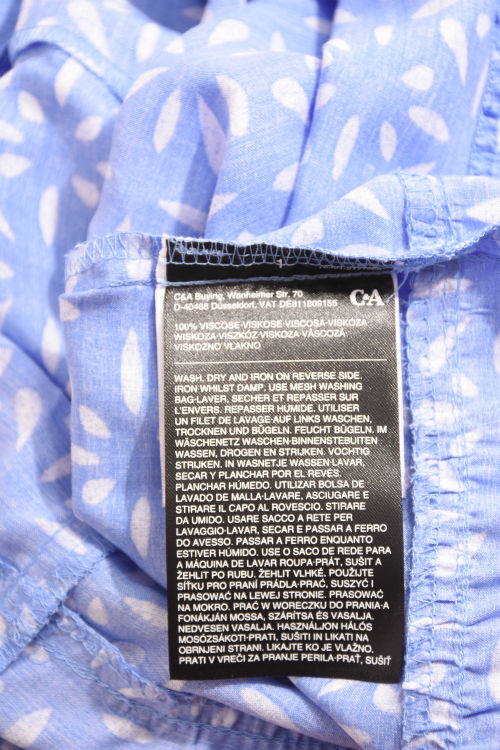 C&A Buying, Wanheimer Str. 70
D-40468 Düsseldorf, VAT DE811809155
C&A
100% VISCOSE·VISKOSE·VISCOSA·VISKÓZA
WISKOZA·VISZKÓZ·VISKOZA·VÂSCOZĂ·
VISKOZNO VLAKNO
WASH, DRY AND IRON ON REVERSE SIDE.
IRON WHILST DAMP. USE MESH WASHING
BAG·LAVER, SECHER ET REPASSER SUR
L'ENVERS. REPASSER HUMIDE. UTILISER
UN FILET DE LAVAGE·AUF LINKS WASCHEN,
TROCKNEN UND BÜGELN. FEUCHT BÜGELN. IM
WÄSCHENETZ WASCHEN·BINNENSTEBUITEN
WASSEN, DROGEN EN STRIJKEN. VOCHTIG
STRIJKEN. IN WASNETJE WASSEN·LAVAR,
SECAR Y PLANCHAR POR EL REVÉS.
PLANCHAR HÚMEDO. UTILIZAR BOLSA DE
LAVADO DE MALLA·LAVARE, ASCIUGARE E
STIRARE IL CAPO AL ROVESCIO. STIRARE
DA UMIDO. USARE SACCO A RETE PER
LAVAGGIO·LAVAR, SECAR E PASSAR A FERRO
DO AVESSO. PASSAR A FERRO ENQUANTO
ESTIVER HÚMIDO. USE O SACO DE REDE PARA
A MÁQUINA DE LAVAR ROUPA·PRÁT, SUŠIT A
ŽEHLIT PO RUBU. ŽEHLIT VLHKÉ. POUŽIJTE
SÍŤKU PRO PRANÍ PRÁDLA·PRAĆ, SUSZYĆ I
PRASOWAĆ NA LEWEJ STRONIE. PRASOWAĆ
NA MOKRO. PRAĆ W WORECZKU DO PRANIA·A
FONÁKJÁN MOSSA, SZÁRÍTSA ÉS VASALJA.
NEDVESEN VASALJA. HASZNÁLJON HÁLÓS
MOSÓZSÁKOT!·PRATI, SUŠITI IN LIKATI NA
OBRNJENI STRANI. LIKAJTE KO JE VLAŽNO.
PRATI V VREČI ZA PRANJE PERILA·PRAŤ, SUŠIŤ